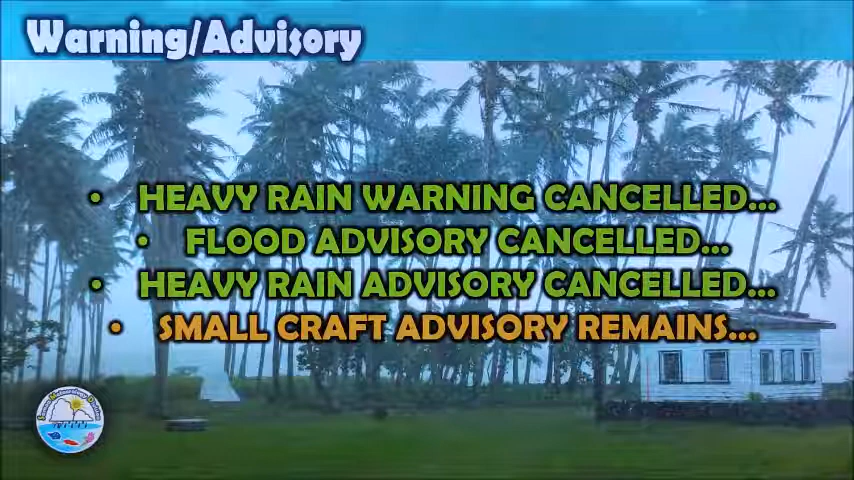 Warning/Advisory
• HEAVY RAIN WARNING CANCELLED...
• FLOOD ADVISORY CANCELLED...
• HEAVY RAIN ADVISORY CANCELLED...
• SMALL CRAFT ADVISORY REMAINS...